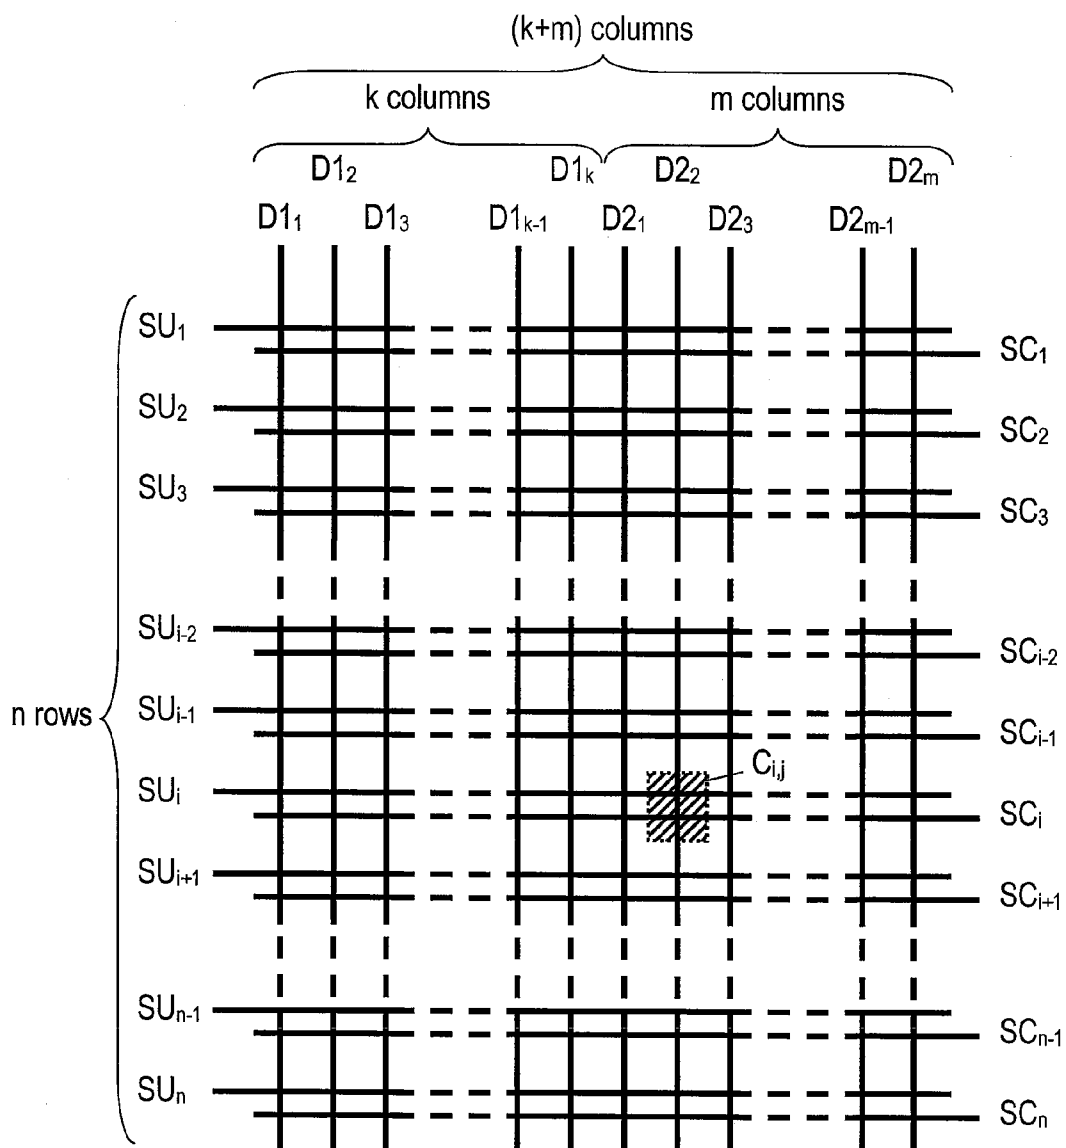 (k+m) columns
k columns m columns
D1₂ D1ₖ D2₂ D2ₘ
D1₁ D1₃ D1ₖ₋₁ D2₁ D2₃ D2ₘ₋₁
SU₁ SC₁
SU₂ SC₂
SU₃ SC₃
SUᵢ₋₂ SCᵢ₋₂
n rows SUᵢ₋₁ SCᵢ₋₁
Ci,j
SUᵢ SCᵢ
SUᵢ₊₁ SCᵢ₊₁
SUₙ₋₁ SCₙ₋₁
SUₙ SCₙ